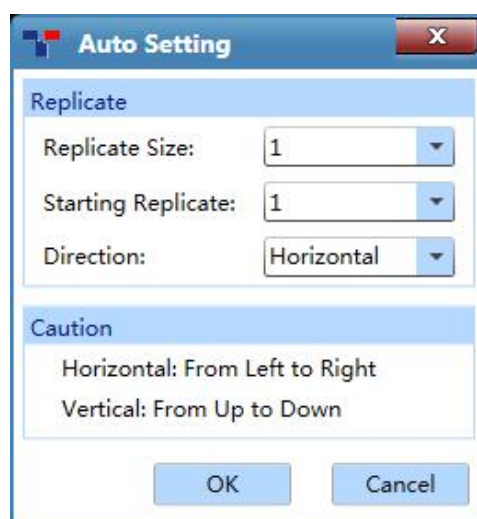 Auto Setting
X
Replicate
Replicate Size: 1
Starting Replicate: 1
Direction: Horizontal
Caution
Horizontal: From Left to Right
Vertical: From Up to Down
OK Cancel